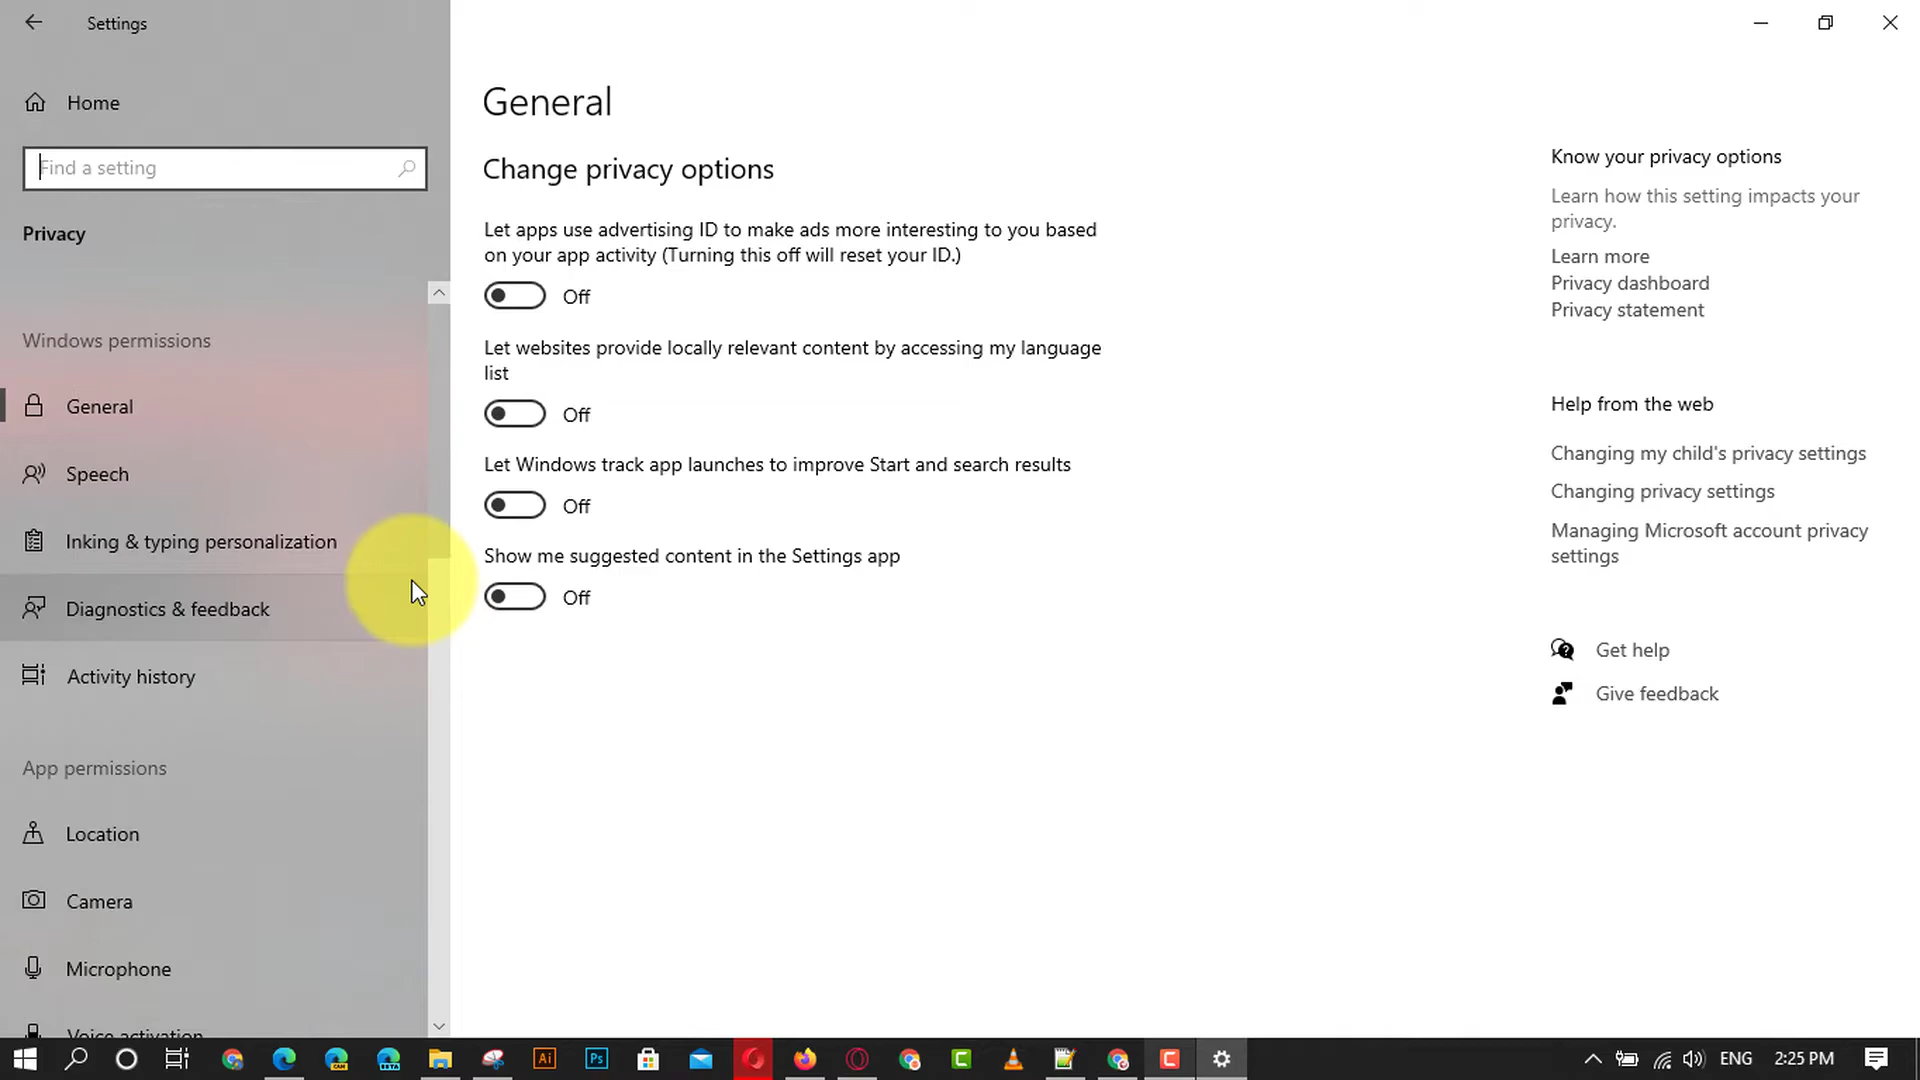 Settings
Home
Find a setting
Privacy
Windows permissions
General
Speech
Inking & typing personalization
Diagnostics & feedback
Activity history
App permissions
Location
Camera
Microphone
Voice activation
General
Change privacy options
Let apps use advertising ID to make ads more interesting to you based
on your app activity (Turning this off will reset your ID.)
Off
Let websites provide locally relevant content by accessing my language
list
Off
Let Windows track app launches to improve Start and search results
Off
Show me suggested content in the Settings app
Off
Know your privacy options
Learn how this setting impacts your
privacy.
Learn more
Privacy dashboard
Privacy statement
Help from the web
Changing my child's privacy settings
Changing privacy settings
Managing Microsoft account privacy
settings
Get help
Give feedback
CAN
BETA
Ai
Ps
C
C
ENG
2:25 PM